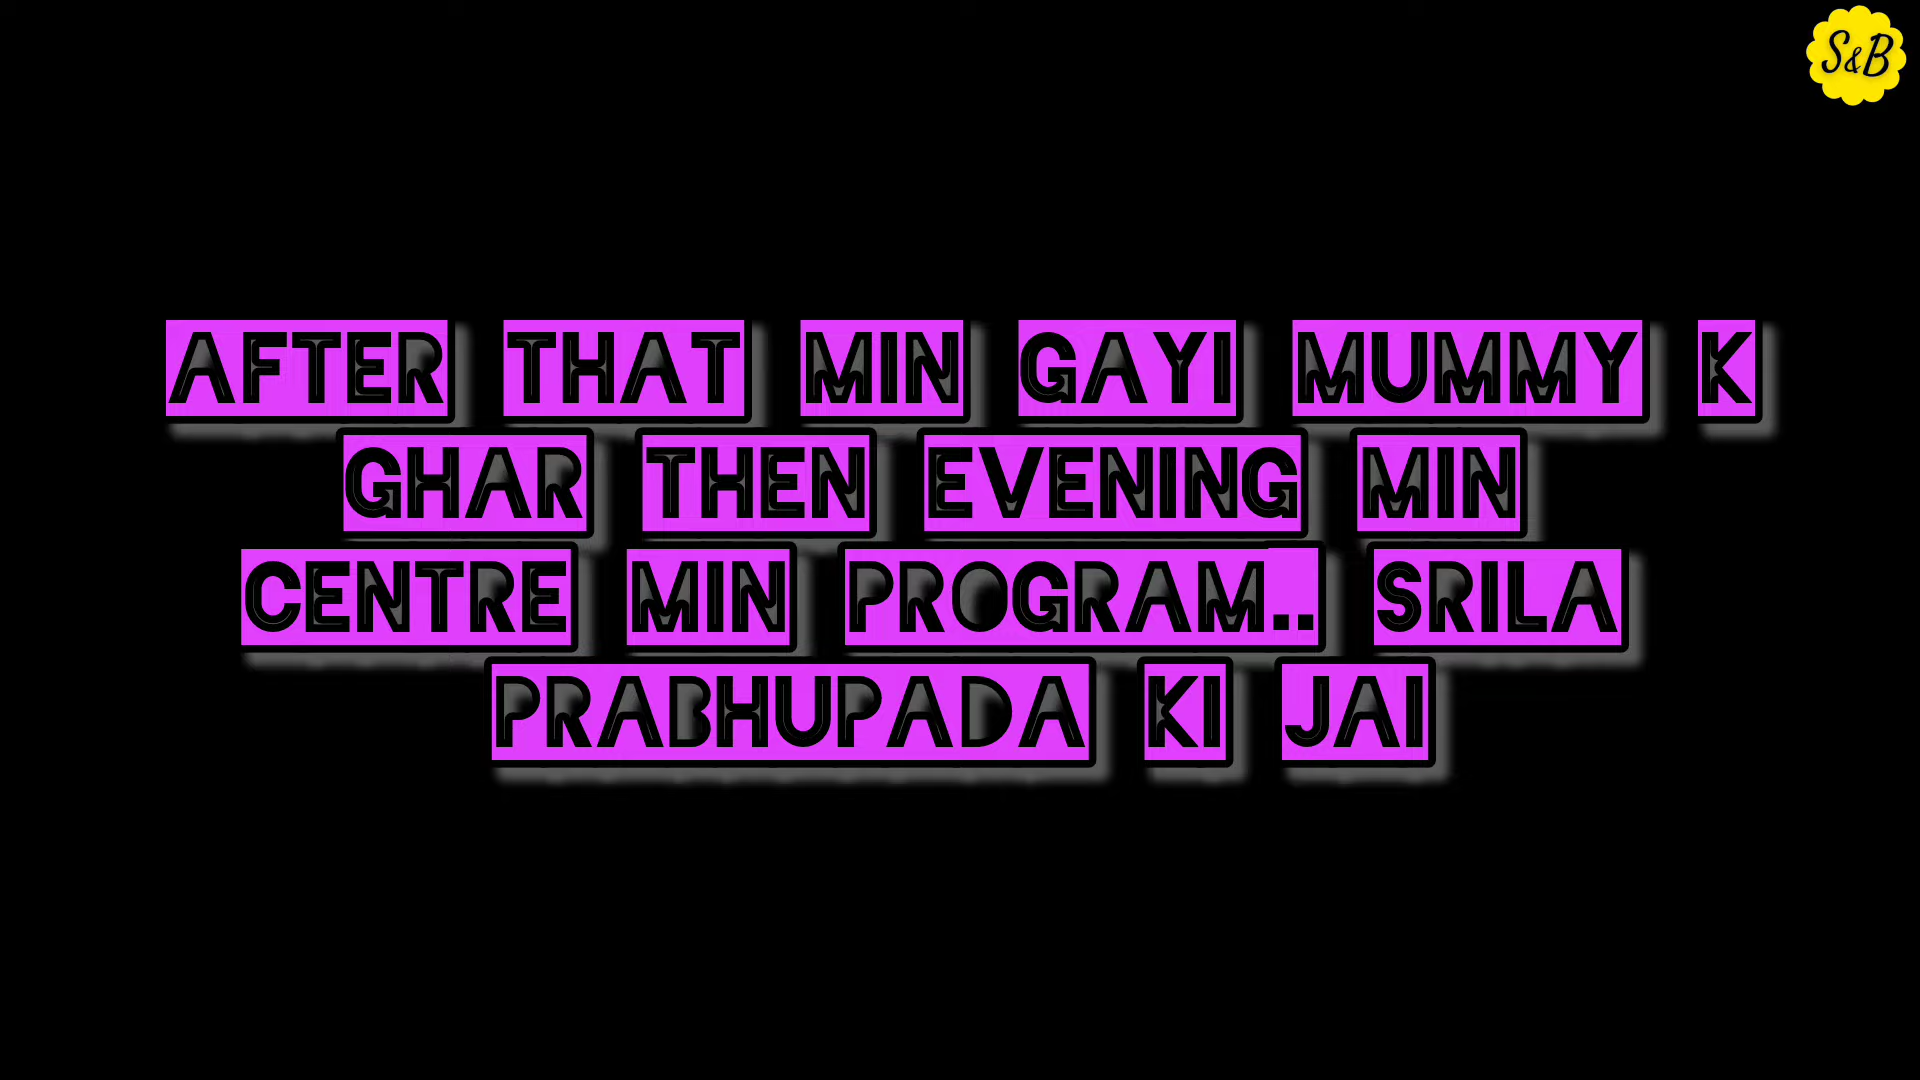 S&B
AFTER THAT MIN GAYI MUMMY K
GHAR THEN EVENING MIN
CENTRE MIN PROGRAM.. SRILA
PRABHUPADA KI JAI